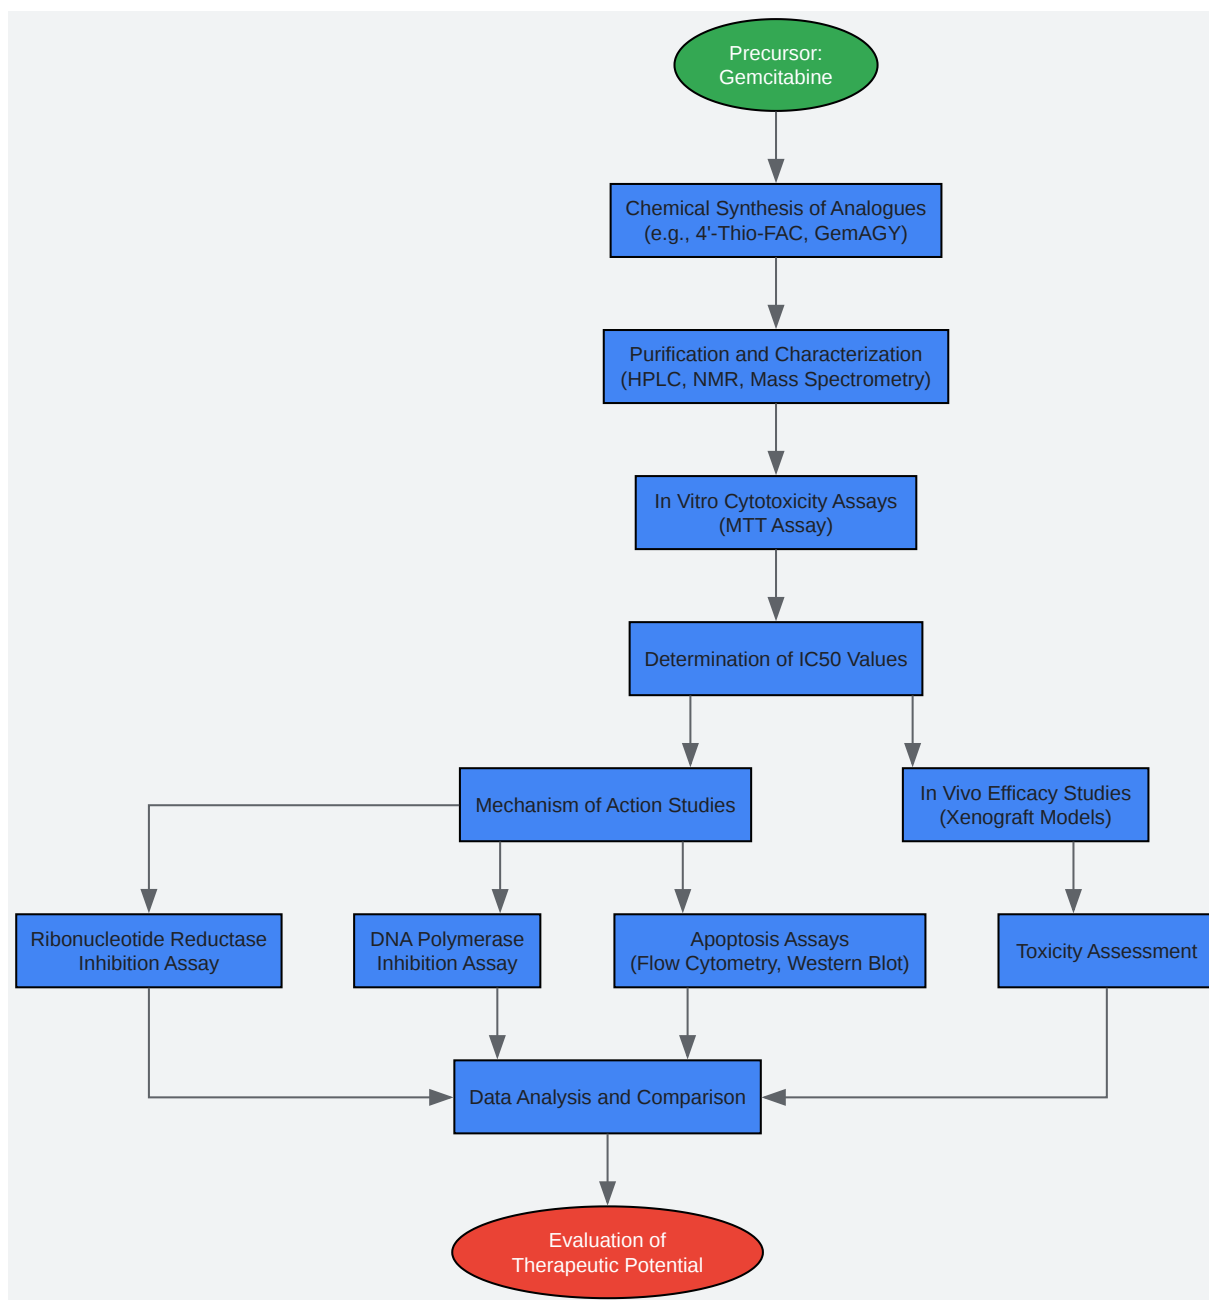 Precursor:
Gemcitabine
Chemical Synthesis of Analogues
(e.g., 4'-Thio-FAC, GemAGY)
Purification and Characterization
(HPLC, NMR, Mass Spectrometry)
In Vitro Cytotoxicity Assays
(MTT Assay)
Determination of IC50 Values
Mechanism of Action Studies
In Vivo Efficacy Studies
(Xenograft Models)
Ribonucleotide Reductase
Inhibition Assay
DNA Polymerase
Inhibition Assay
Apoptosis Assays
(Flow Cytometry, Western Blot)
Toxicity Assessment
Data Analysis and Comparison
Evaluation of
Therapeutic Potential